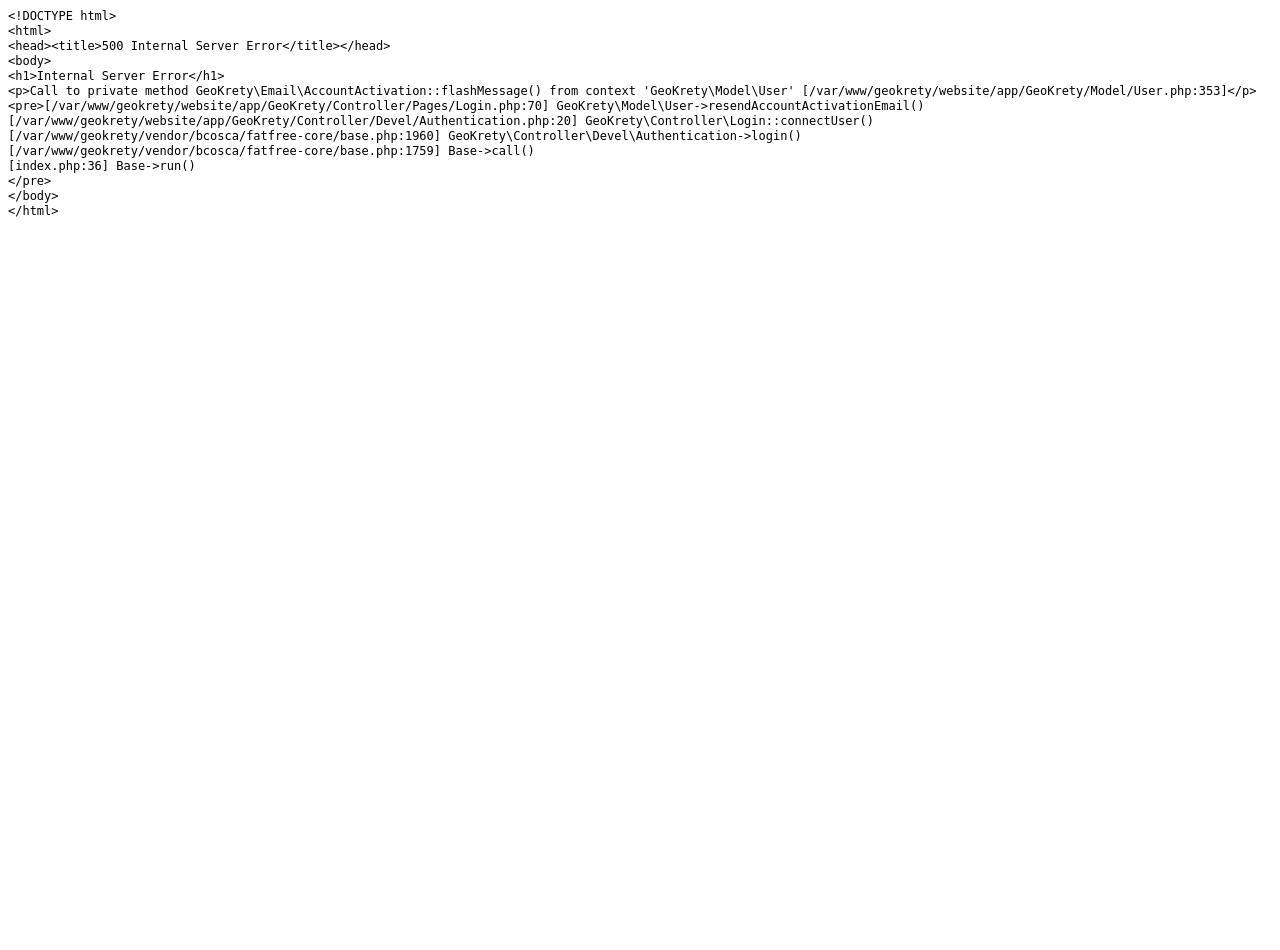 <!DOCTYPE html>
<html>
<head><title>500 Internal Server Error</title></head>
<body>
<h1>Internal Server Error</h1>
<p>Call to private method GeoKrety\Email\AccountActivation::flashMessage() from context 'GeoKrety\Model\User' [/var/www/geokrety/website/app/GeoKrety/Model/User.php:353]</p>
<pre>[/var/www/geokrety/website/app/GeoKrety/Controller/Pages/Login.php:70] GeoKrety\Model\User->resendAccountActivationEmail()
[/var/www/geokrety/website/app/GeoKrety/Controller/Devel/Authentication.php:20] GeoKrety\Controller\Login::connectUser()
[/var/www/geokrety/vendor/bcosca/fatfree-core/base.php:1960] GeoKrety\Controller\Devel\Authentication->login()
[/var/www/geokrety/vendor/bcosca/fatfree-core/base.php:1759] Base->call()
[index.php:36] Base->run()
</pre>
</body>
</html>